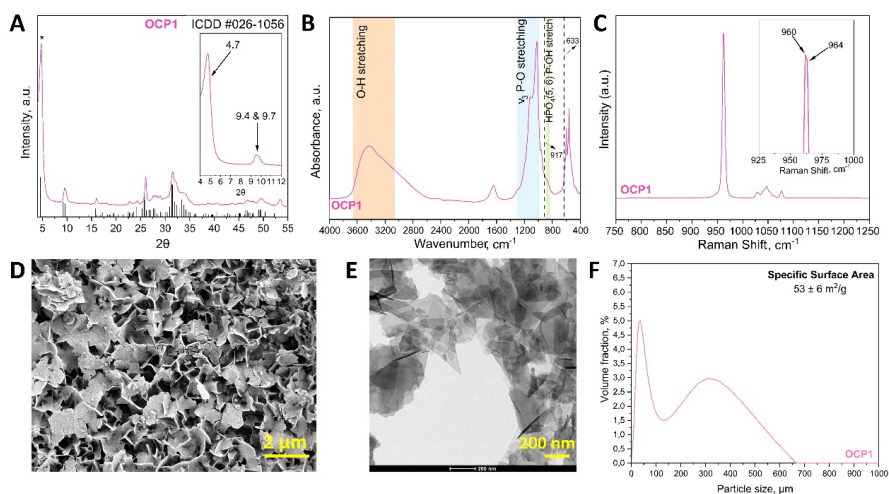 A
OCP1 ICDD #026-1056
*
4.7
9.4 & 9.7
4 5 6 7 8 9 10 11 12
2θ
Intensity, a.u.
5 10 15 20 25 30 35 40 45 50 55
2θ
B
O-H stretching
ν3 P-O stretching
HPO4(5, 6) P-OH stretch
633
917
OCP1
Absorbance, a.u.
4000 3600 3200 2800 2400 2000 1600 1200 800 400
Wavenumber, cm-1
C
960
964
925 950 975 1000
Raman Shift, cm-1
OCP1
Intensity (a.u.)
750 800 850 900 950 1000 1050 1100 1150 1200 1250
Raman Shift, cm-1
D
2 µm
E
200 nm
200 nm
F
Specific Surface Area
53 ± 6 m2/g
7,0
6,5
6,0
5,5
5,0
4,5
4,0
3,5
3,0
2,5
2,0
1,5
1,0
0,5
0,0
Volume fraction, %
OCP1
0 100 200 300 400 500 600 700 800 900 1000
Particle size, µm